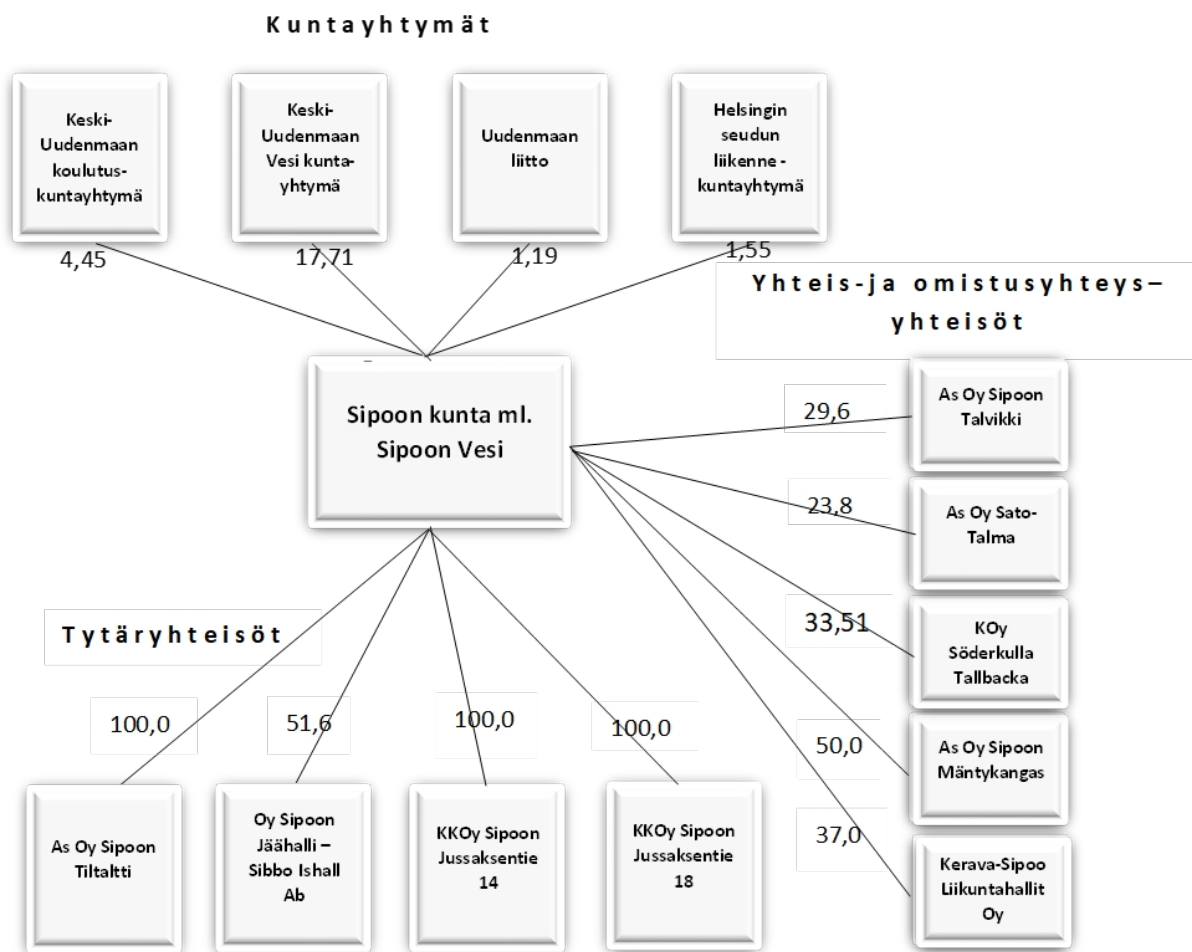 Kuntayhtymät
Keski-
Uudenmaan
koulutus-
kuntayhtymä
Keski-
Uudenmaan
Vesi kunta-
yhtymä
Uudenmaan
liitto
Helsingin
seudun
liikenne -
kuntayhtymä
4,45
17,71
1,19
1,55
Yhteis-ja omistusyhteys–
yhteisöt
Sipoon kunta ml.
Sipoon Vesi
29,6
As Oy Sipoon
Talvikki
23,8
As Oy Sato-
Talma
33,51
KOy
Söderkulla
Tallbacka
50,0
As Oy Sipoon
Mäntykangas
37,0
Kerava-Sipoo
Liikuntahallit
Oy
Tytäryhteisöt
100,0
51,6
100,0
100,0
As Oy Sipoon
Tiltaltti
Oy Sipoon
Jäähalli –
Sibbo Ishall
Ab
KKOy Sipoon
Jussaksentie
14
KKOy Sipoon
Jussaksentie
18